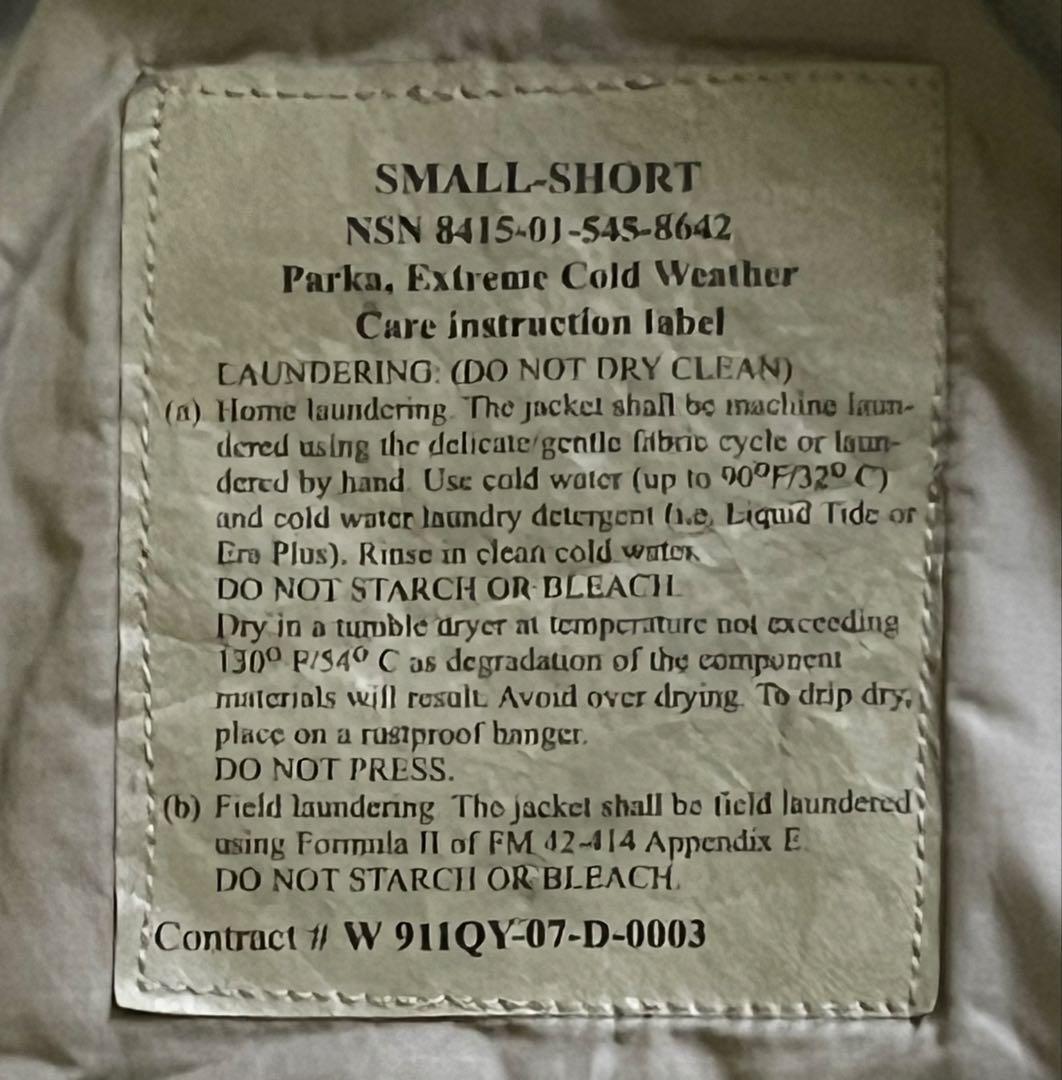 SMALL-SHORT
NSN 8415-01-545-8642
Parka, Extreme Cold Weather
Care instruction label
LAUNDERING: (DO NOT DRY CLEAN)
(a) Home laundering. The jacket shall be machine laun-
dered using the delicate/gentle fabric cycle or laun-
dered by hand. Use cold water (up to 90ºF/32º C)
and cold water laundry detergent (i.e. Liquid Tide or
Era Plus). Rinse in clean cold water.
DO NOT STARCH OR BLEACH.
Dry in a tumble dryer at temperature not exceeding
130º F/54º C as degradation of the component
materials will result. Avoid over drying. To drip dry,
place on a rustproof hanger.
DO NOT PRESS.
(b) Field laundering. The jacket shall be field laundered
using Formula II of FM 42-414 Appendix E.
DO NOT STARCH OR BLEACH.
Contract # W 911QY-07-D-0003